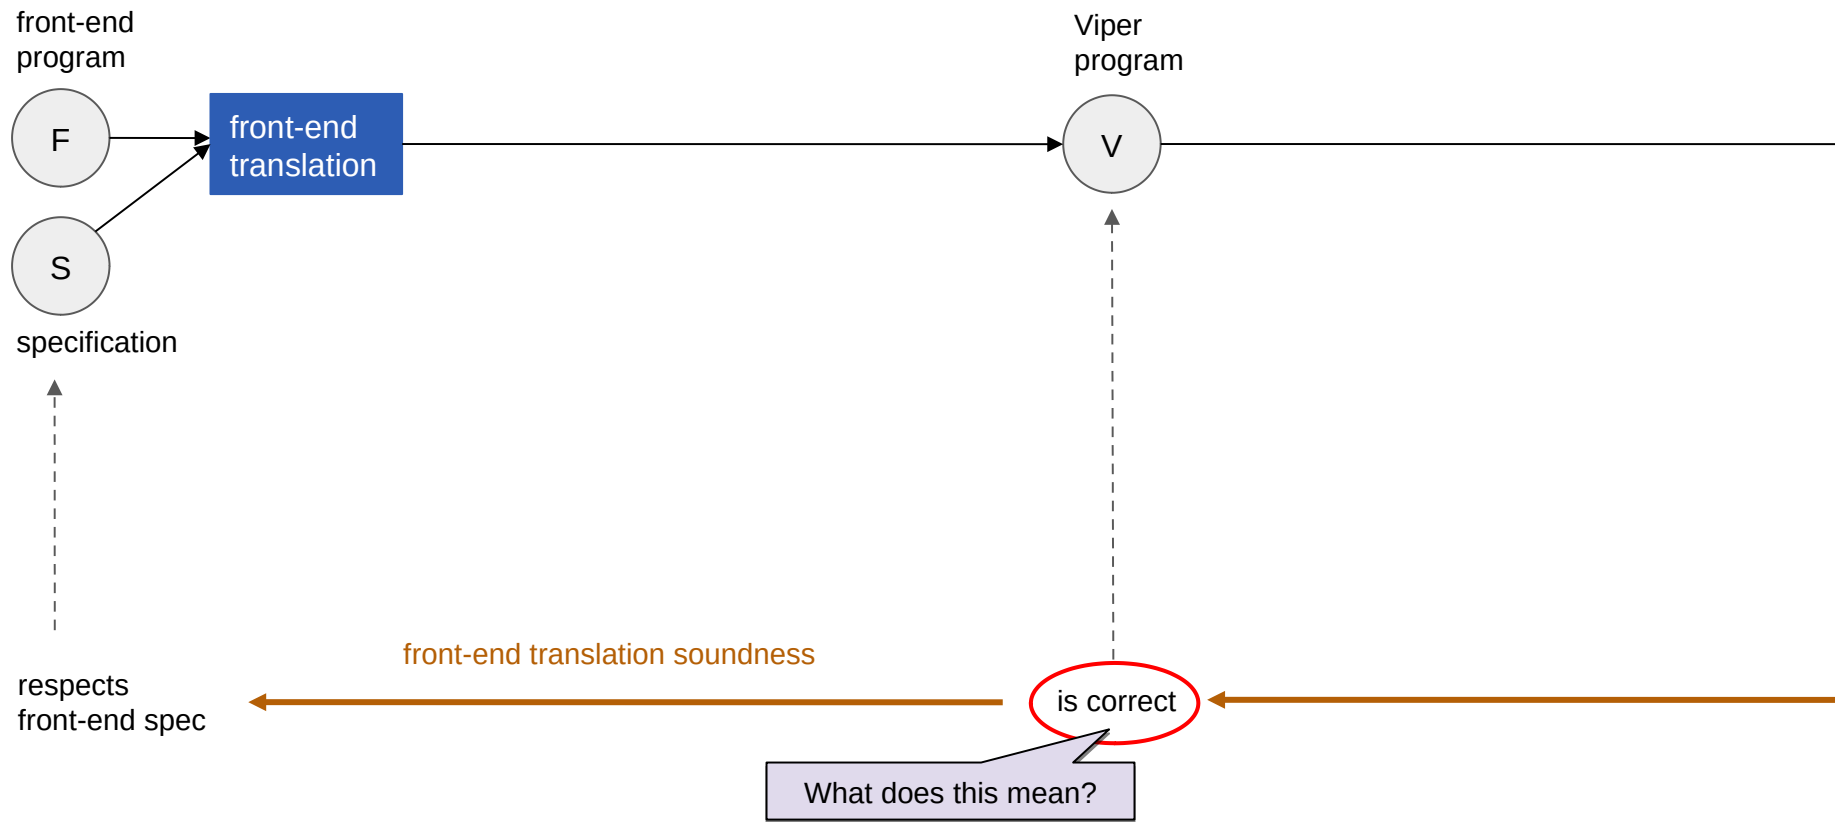 front-end
program
Viper
program
F
front-end
translation
V
S
specification
front-end translation soundness
respects
front-end spec
is correct
What does this mean?